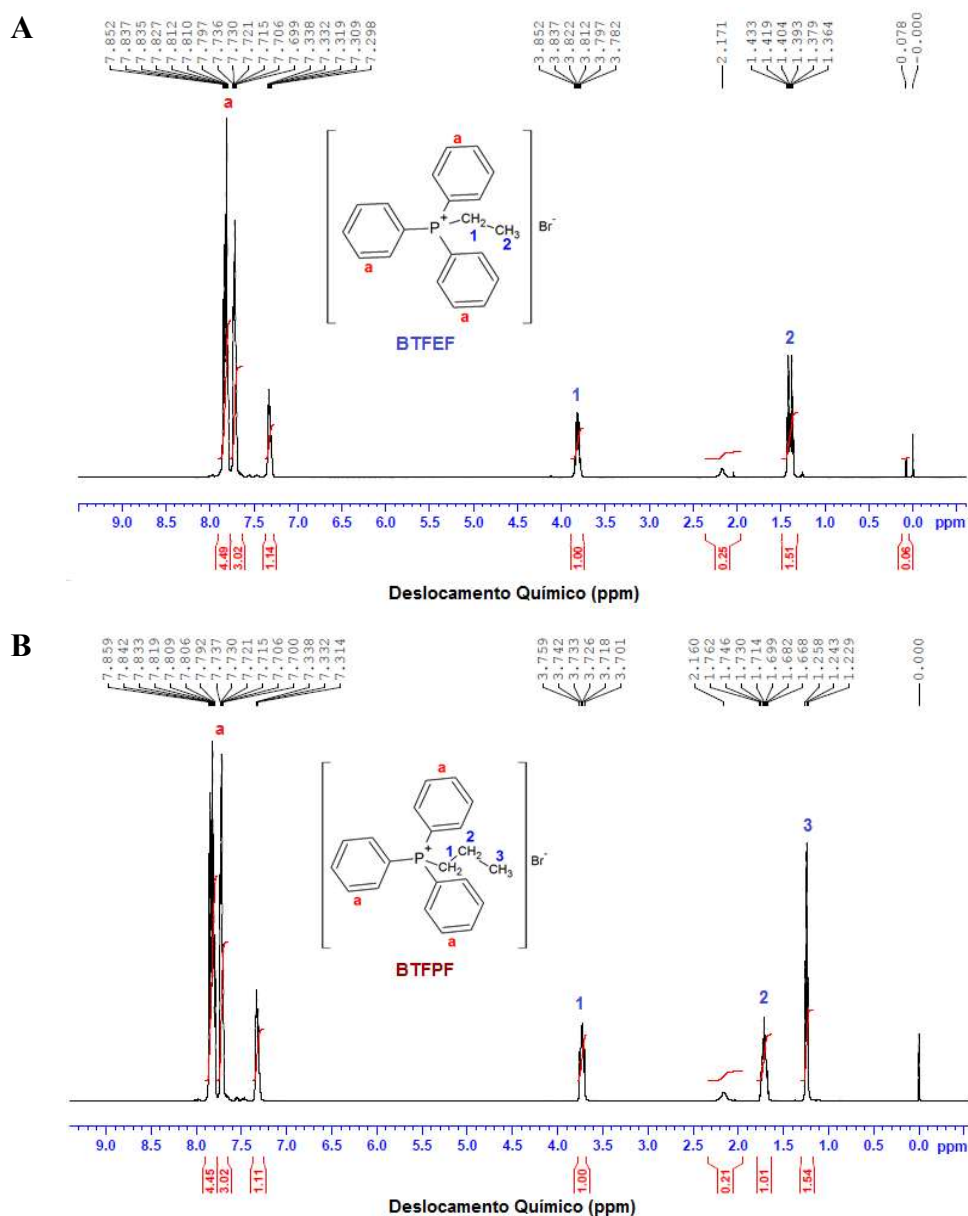 A
7.852 7.837 7.835 7.827 7.812 7.810 7.797 7.736 7.730 7.721 7.715 7.706 7.699 7.338 7.332 7.319 7.309 7.298 3.852 3.837 3.822 3.812 3.797 3.782 2.171 1.433 1.419 1.404 1.393 1.379 1.364 0.078 -0.000
a
a
P+ CH2 CH3 Br-
1 2
a
a
BTFEF
1
2
9.0 8.5 8.0 7.5 7.0 6.5 6.0 5.5 5.0 4.5 4.0 3.5 3.0 2.5 2.0 1.5 1.0 0.5 0.0 ppm
4.49 3.02 1.14 1.00 0.25 1.51 0.06
Deslocamento Químico (ppm)
B
7.859 7.842 7.833 7.819 7.809 7.806 7.792 7.737 7.730 7.721 7.715 7.706 7.700 7.338 7.332 7.314 3.759 3.742 3.733 3.726 3.718 3.701 2.160 1.762 1.746 1.730 1.714 1.699 1.682 1.668 1.258 1.243 1.229 0.000
a
a
2
1 CH2 3
P+ CH2 CH3 Br-
a
a
BTFPF
1
2
3
9.0 8.5 8.0 7.5 7.0 6.5 6.0 5.5 5.0 4.5 4.0 3.5 3.0 2.5 2.0 1.5 1.0 0.5 0.0 ppm
4.45 3.02 1.11 1.00 0.21 1.01 1.54
Deslocamento Químico (ppm)